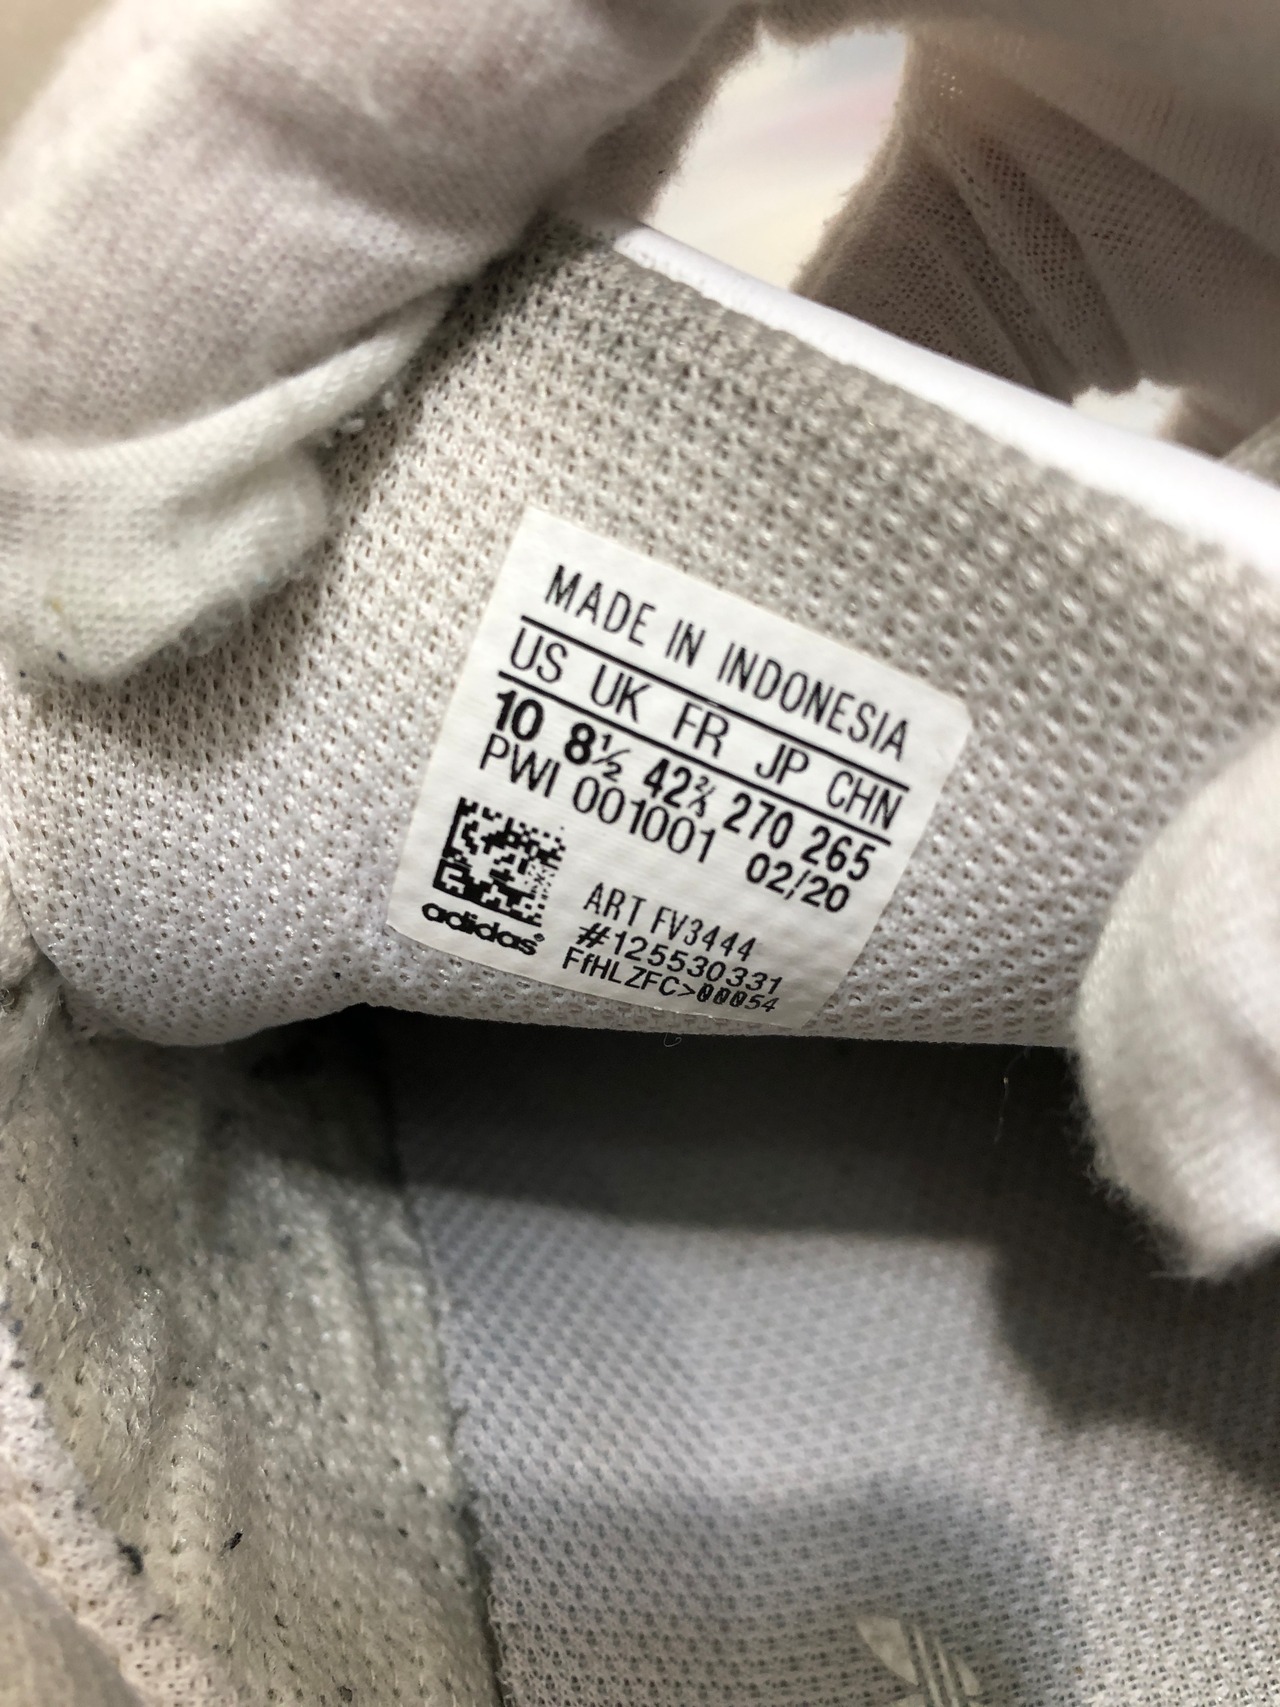 MADE IN INDONESIA
US UK FR JP CHN
10 8½ 42⅔ 270 265
PWI 001001 02/20
ART FV3444
#125530331
FfHLZFC>00054
adidas